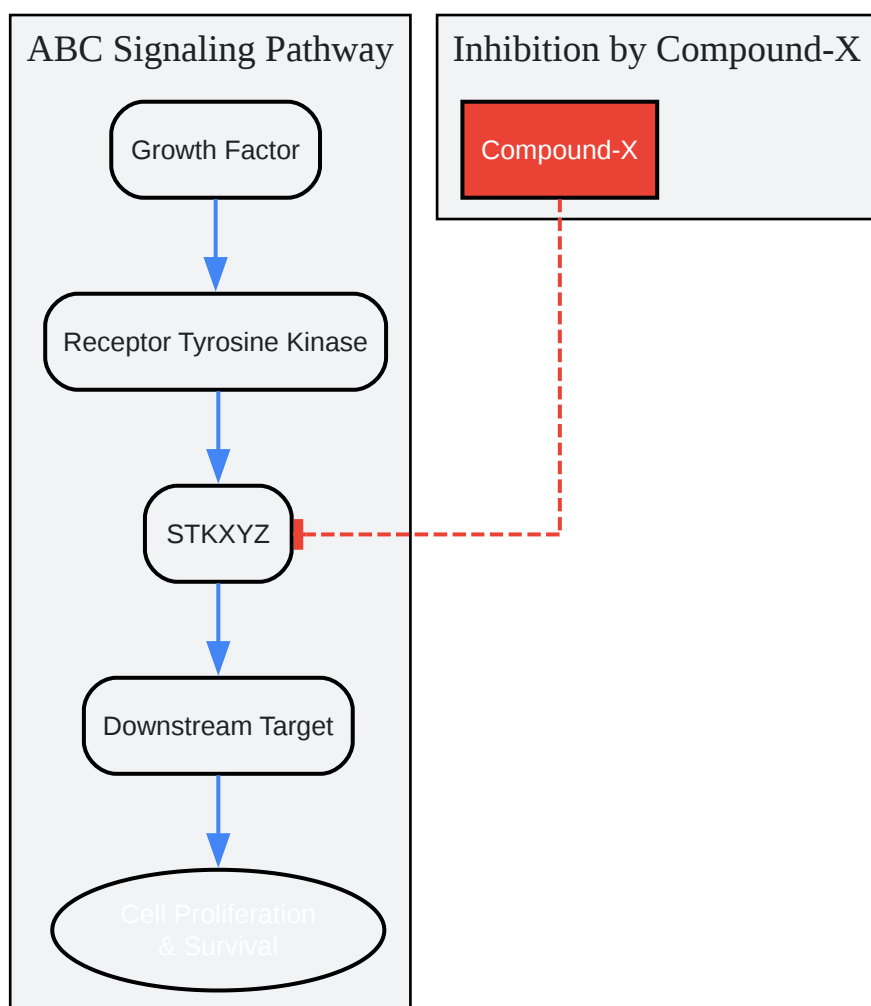 ABC Signaling Pathway
Growth Factor
Receptor Tyrosine Kinase
STKXYZ
Downstream Target
Cell Proliferation
& Survival
Inhibition by Compound-X
Compound-X